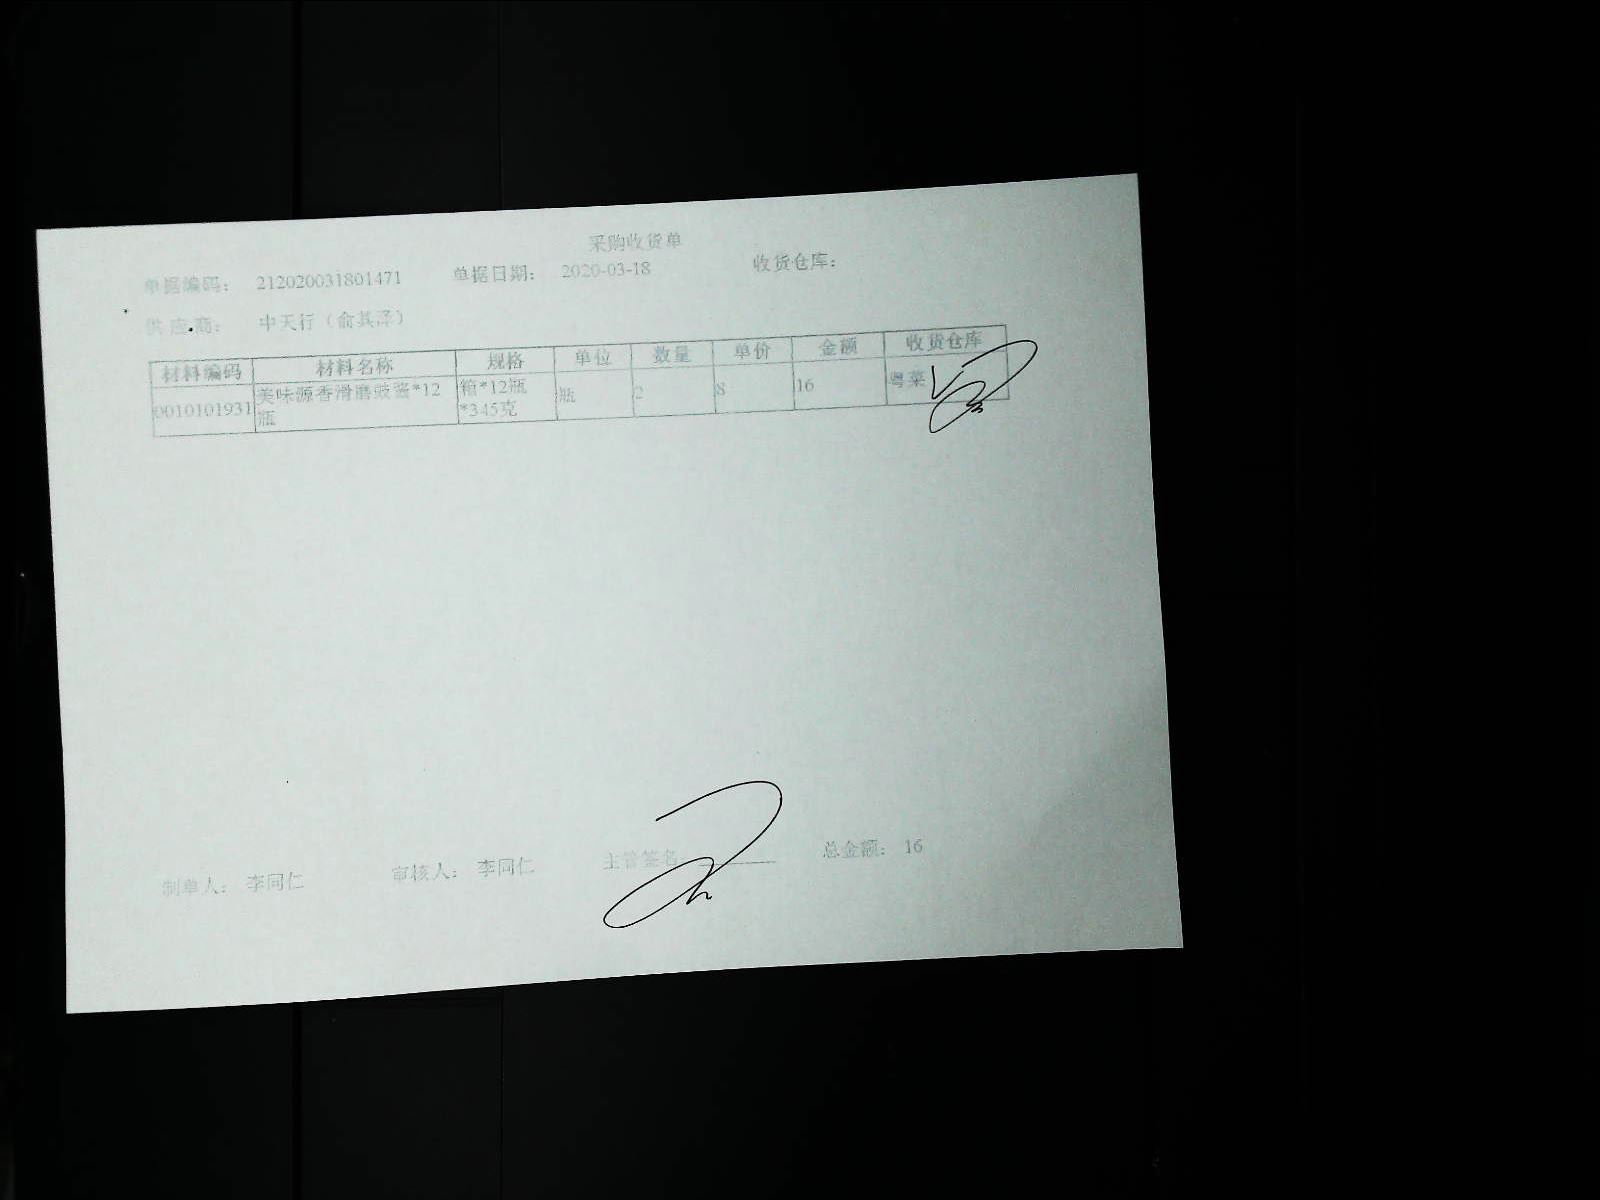 采购收货单
单据编码： 212020031801471 单据日期： 2020-03-18 收货仓库：
供应商： 中天行（俞其泽）
材料编码 材料名称 规格 单位 数量 单价 金额 收货仓库
0010101931 美味源香滑磨豉酱*12瓶 箱*12瓶*345克 瓶 2 8 16 粤菜
制单人： 李同仁 审核人： 李同仁 主管签名 总金额： 16